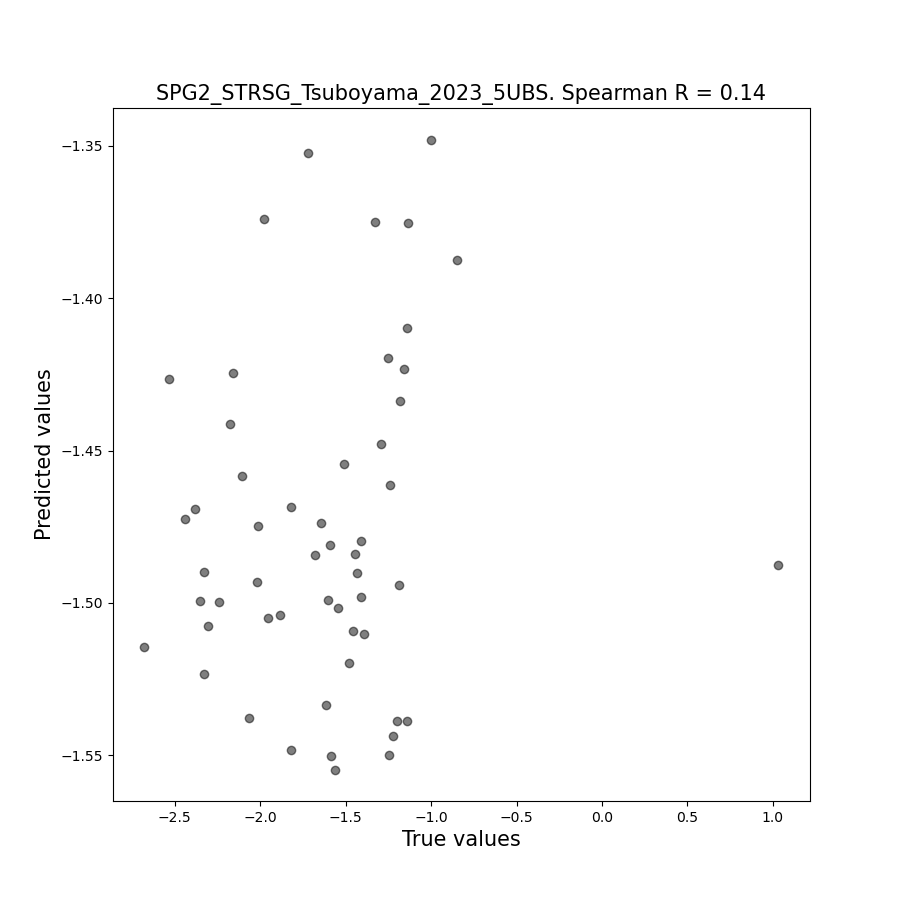 SPG2_STRSG_Tsuboyama_2023_5UBS. Spearman R = 0.14
−1.35
−1.40
−1.45
−1.50
−1.55
Predicted values
−2.5 −2.0 −1.5 −1.0 −0.5 0.0 0.5 1.0
True values